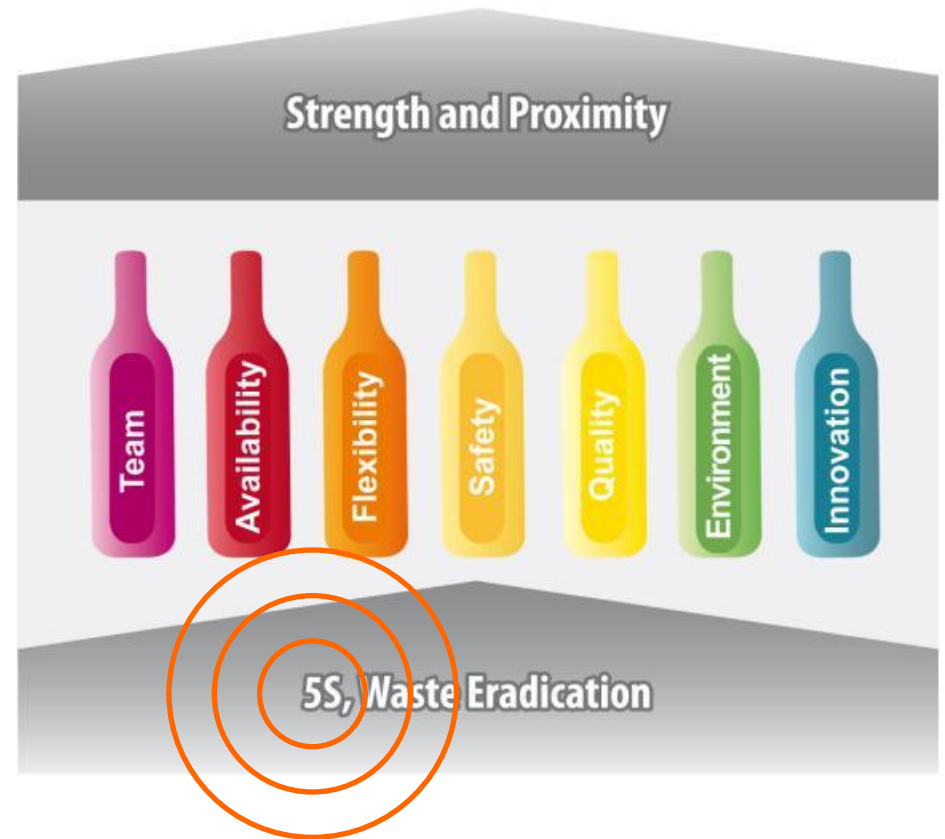 Strength and Proximity
Team
Availability
Flexibility
Safety
Quality
Environment
Innovation
5S, Waste Eradication